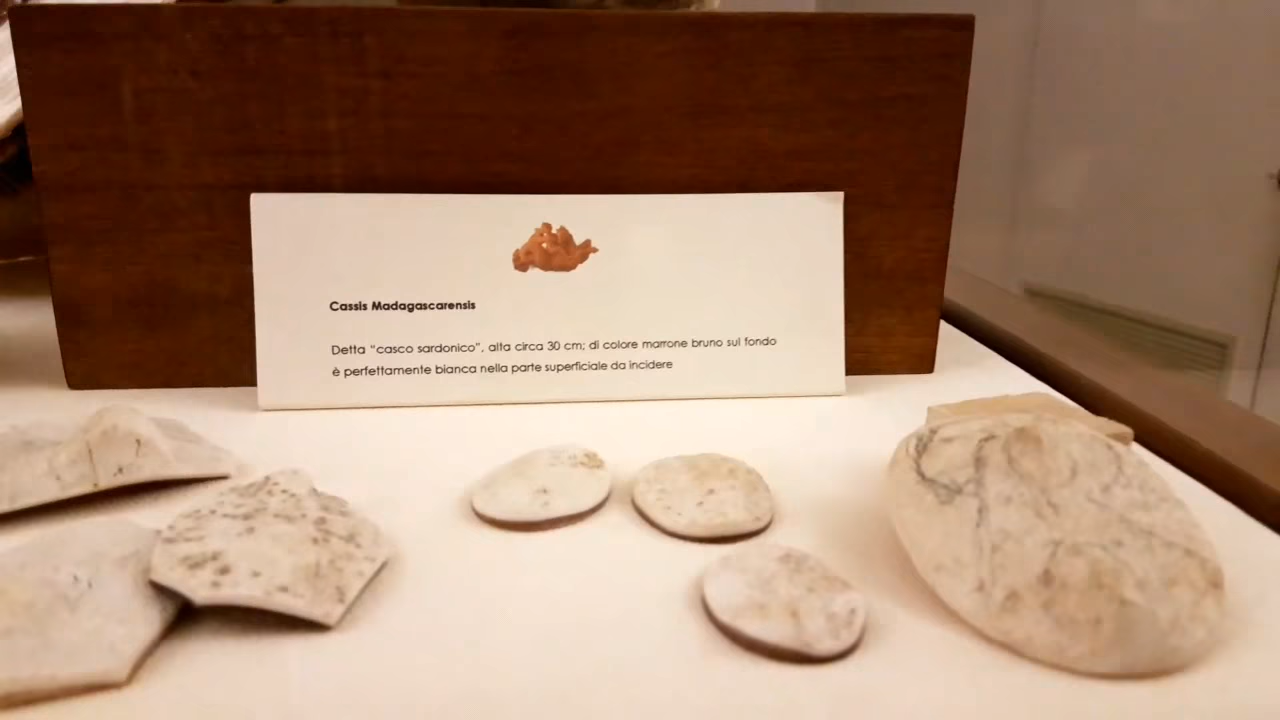 Cassis Madagascarensis
Detta “casco sardonico”, alta circa 30 cm; di colore marrone bruno sul fondo
è perfettamente bianca nella parte superficiale da incidere